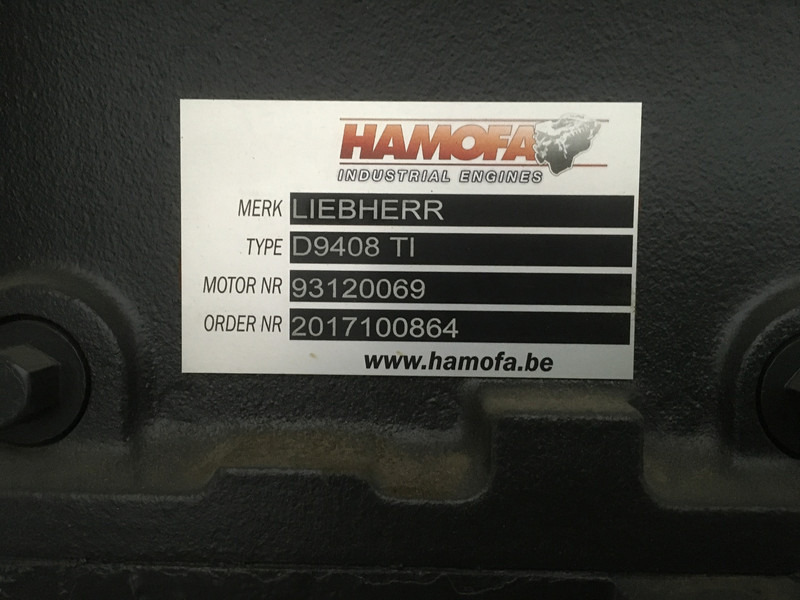 HAMOFA
INDUSTRIAL ENGINES
MERK LIEBHERR
TYPE D9408 TI
MOTOR NR 93120069
ORDER NR 2017100864
www.hamofa.be